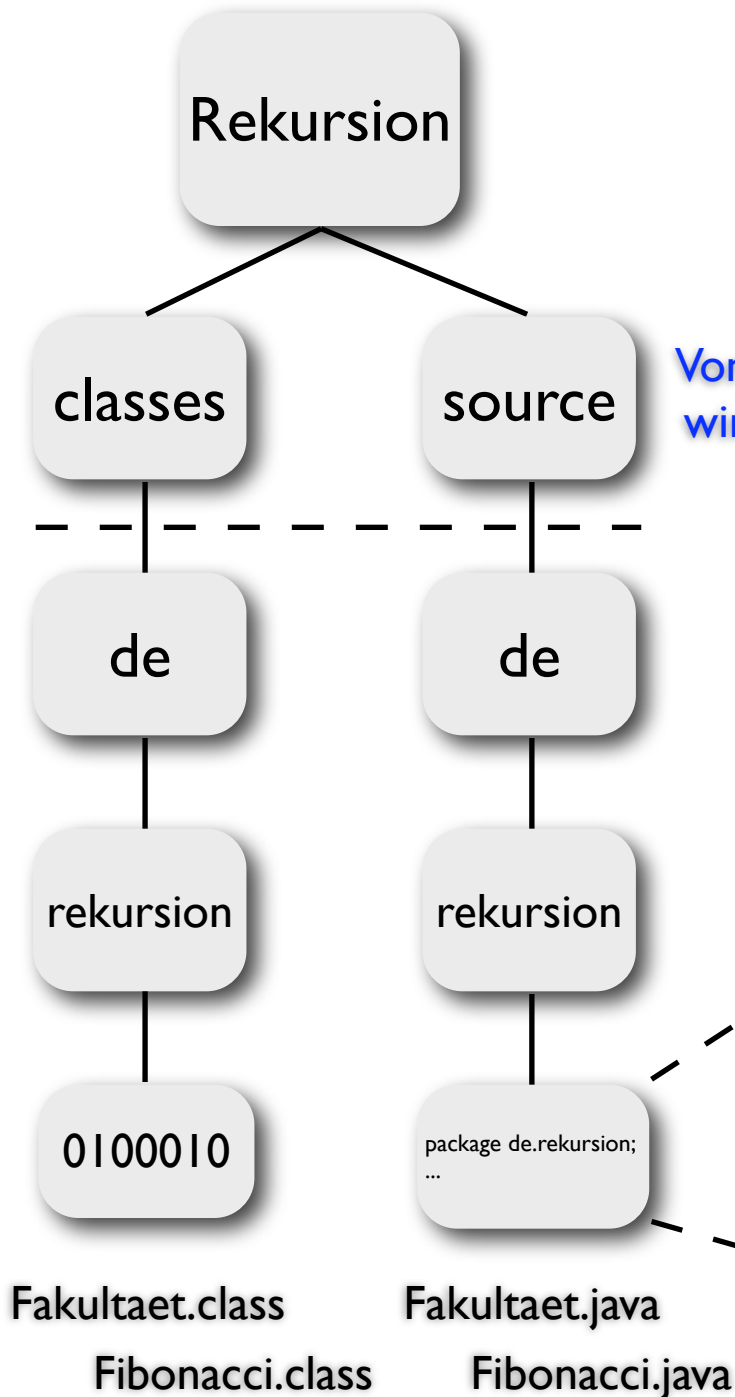 Rekursion
classes
source
de
de
rekursion
rekursion
0100010
package de.rekursion;
...
Fakultaet.class
Fakultaet.java
Fibonacci.class
Fibonacci.java